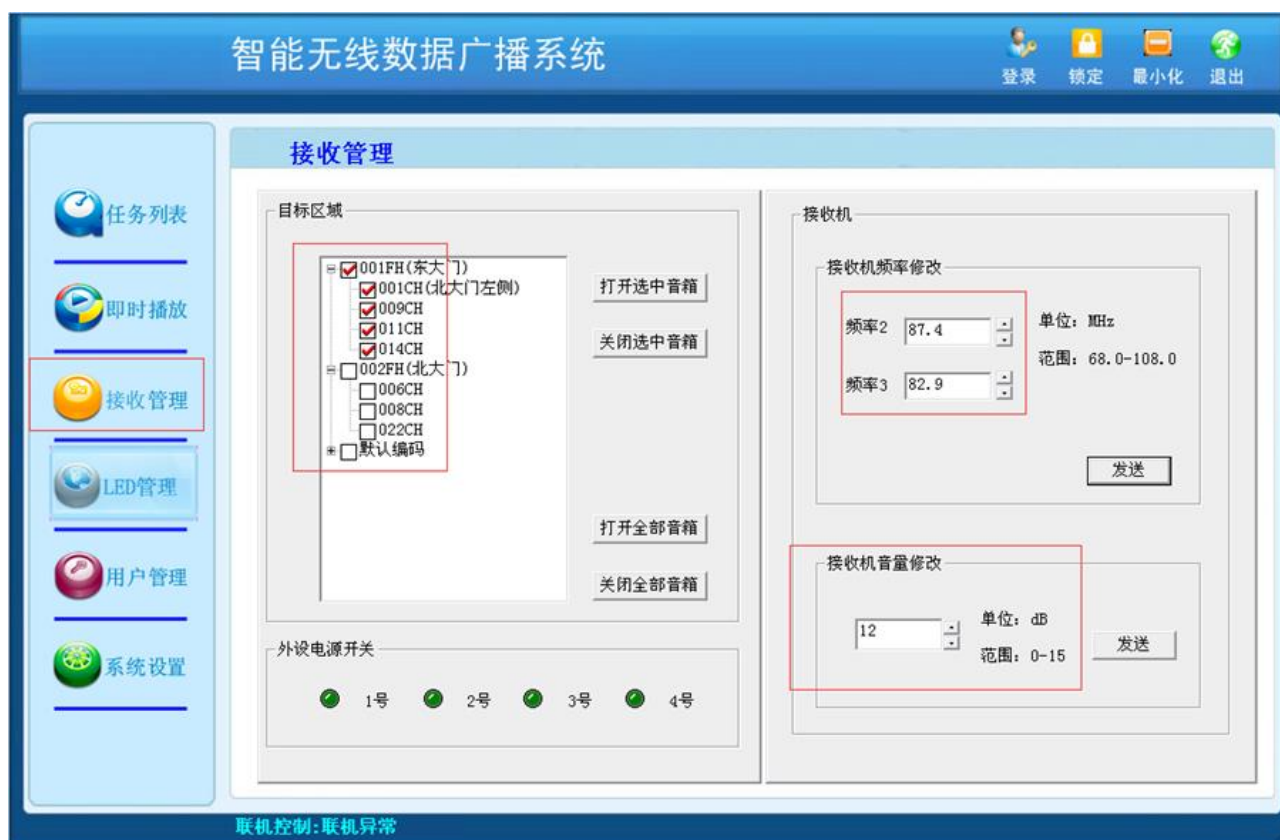 智能无线数据广播系统
登录 锁定 最小化 退出
接收管理
任务列表
即时播放
接收管理
LED管理
用户管理
系统设置
目标区域
001FH(东大门)
001CH(北大门左侧)
009CH
011CH
014CH
002FH(北大门)
006CH
008CH
022CH
默认编码
打开选中音箱
关闭选中音箱
打开全部音箱
关闭全部音箱
外设电源开关
1号 2号 3号 4号
接收机
接收机频率修改
频率2 87.4 单位: MHz
范围: 68.0-108.0
频率3 82.9
发送
接收机音量修改
12 单位: dB
范围: 0-15
发送
联机控制:联机异常